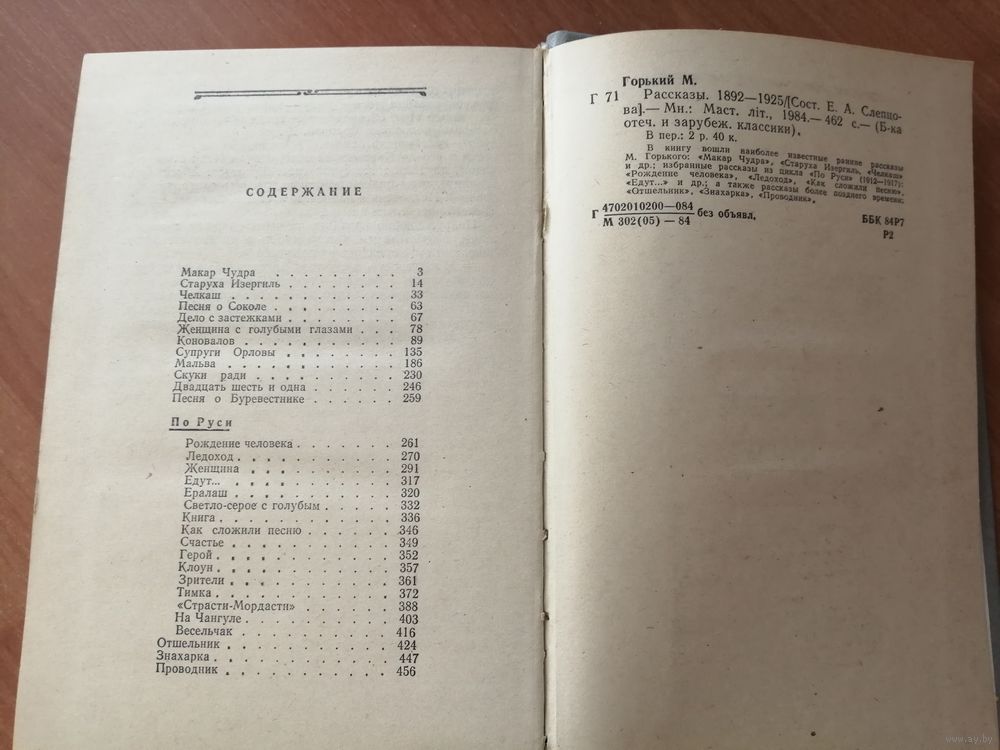 СОДЕРЖАНИЕ
Макар Чудра . . . . . . . . . 3
Старуха Изергиль . . . . . . . . 14
Челкаш . . . . . . . . . . . 33
Песня о Соколе . . . . . . . . . 63
Дело с застежками . . . . . . . . 67
Женщина с голубыми глазами . . . 78
Коновалов . . . . . . . . . . 89
Супруги Орловы . . . . . . . . 135
Мальва . . . . . . . . . . . 186
Скуки ради . . . . . . . . . . 230
Двадцать шесть и одна . . . . . . 246
Песня о Буревестнике . . . . . . 259
По Руси
Рождение человека . . . . . . . 261
Ледоход . . . . . . . . . . . 270
Женщина . . . . . . . . . . 291
Едут... . . . . . . . . . . . 317
Ералаш . . . . . . . . . . . 320
Светло-серое с голубым . . . . . 332
Книга . . . . . . . . . . . . 336
Как сложили песню . . . . . . . 346
Счастье . . . . . . . . . . . 349
Герой . . . . . . . . . . . . 352
Клоун . . . . . . . . . . . . 357
Зрители . . . . . . . . . . . 361
Тимка . . . . . . . . . . . . 372
«Страсти-Мордасти» . . . . . . 388
На Чангуле . . . . . . . . . . 403
Весельчак . . . . . . . . . . 416
Отшельник . . . . . . . . . . . 424
Знахарка . . . . . . . . . . . . 447
Проводник . . . . . . . . . . . 456
Горький М.
Г 71 Рассказы. 1892—1925/[Сост. Е. А. Слепцо-
ва].— Мн.: Маст. літ., 1984.— 462 с.— (Б-ка
отеч. и зарубеж. классики).
В пер.: 2 р. 40 к.
В книгу вошли наиболее известные ранние рассказы
М. Горького: «Макар Чудра», «Старуха Изергиль, «Челкаш»
и др.; избранные рассказы из цикла «По Руси» (1912—1917):
«Рождение человека», «Ледоход», «Как сложили песню»,
«Едут...» и др.; а также рассказы более позднего времени:
«Отшельник», «Знахарка», «Проводник».
Г 4702010200—084 без объявл.
М 302(05) — 84
ББК 84Р7
Р2
www.ay.by